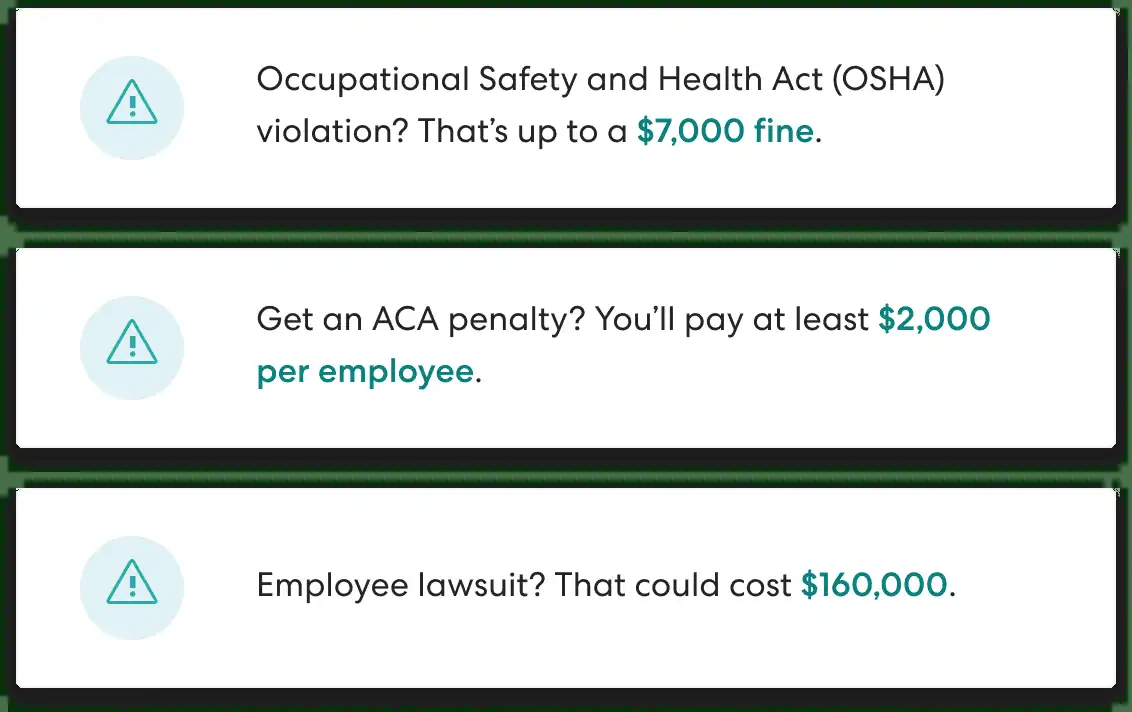 Occupational Safety and Health Act (OSHA)
violation? That’s up to a $7,000 fine.
Get an ACA penalty? You’ll pay at least $2,000
per employee.
Employee lawsuit? That could cost $160,000.